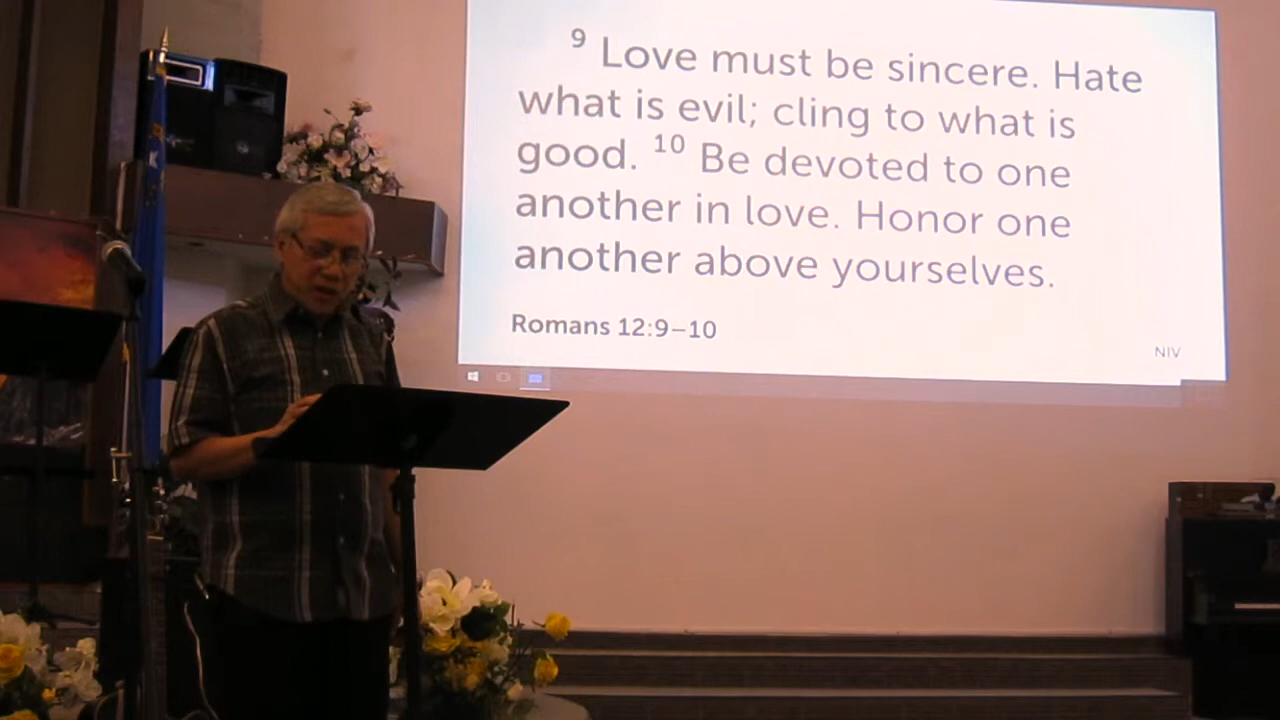 ⁹ Love must be sincere. Hate
what is evil; cling to what is
good. ¹⁰ Be devoted to one
another in love. Honor one
another above yourselves.
Romans 12:9–10
NIV